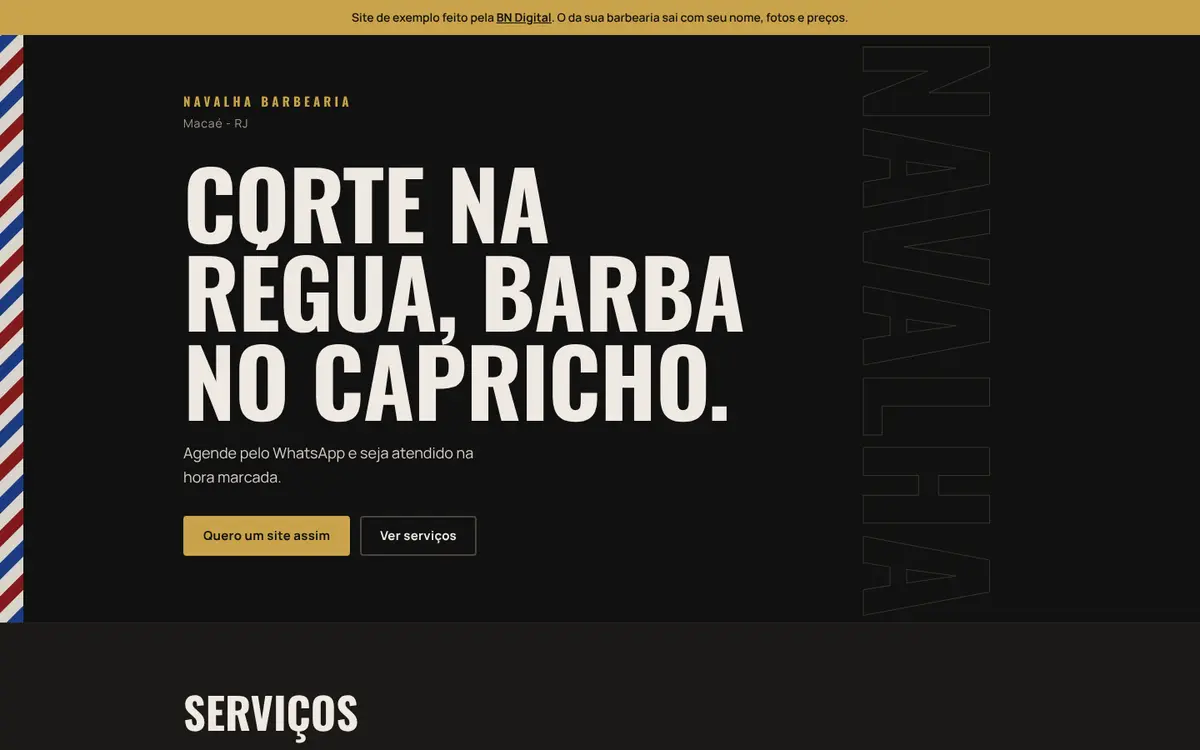 Site de exemplo feito pela BN Digital. O da sua barbearia sai com seu nome, fotos e preços.
NAVALHA BARBEARIA
Macaé - RJ
CORTE NA
RÉGUA, BARBA
NO CAPRICHO.
Agende pelo WhatsApp e seja atendido na
hora marcada.
Quero um site assim
Ver serviços
NAVALHA
SERVIÇOS